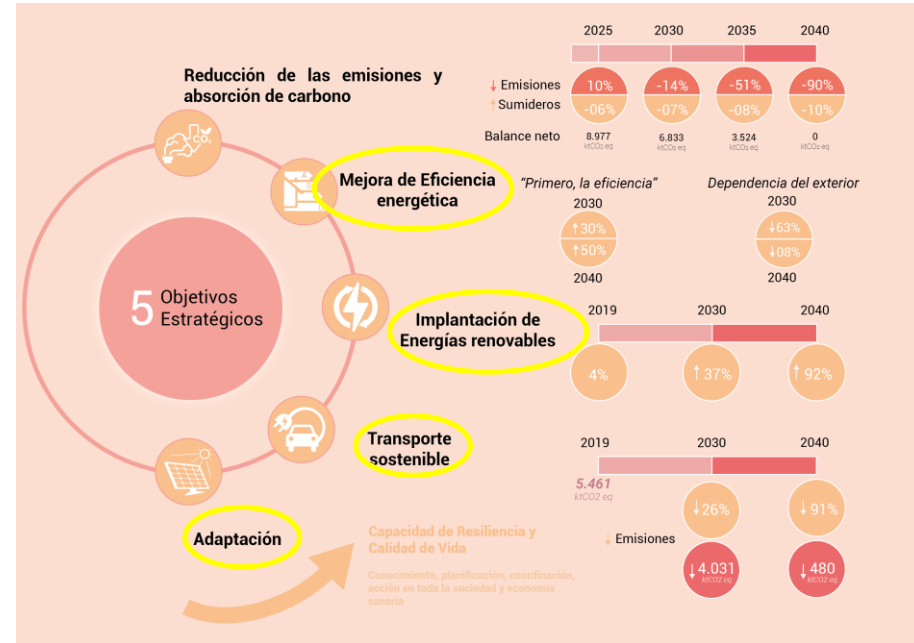 2025 2030 2035 2040
Reducción de las emisiones y
absorción de carbono
↓ Emisiones 10% -14% -51% -90%
↑ Sumideros -06% -07% -08% -10%
Balance neto 8.977 6.833 3.524 0
ktCO₂ eq ktCO₂ eq ktCO₂ eq ktCO₂ eq
CO₂
Mejora de Eficiencia
energética
"Primero, la eficiencia" Dependencia del exterior
2030 2030
↑30% ↓63%
↑50% ↓08%
2040 2040
5 Objetivos
Estratégicos
Implantación de
Energías renovables
2019 2030 2040
4% ↑37% ↑92%
Transporte
sostenible
2019 2030 2040
5.461
ktCO2 eq
↓26% ↓91%
↓ Emisiones
↓4.031 ↓480
ktCO2 eq ktCO2 eq
Adaptación
Capacidad de Resiliencia y
Calidad de Vida
Conocimiento, planificación, coordinación,
acción en toda la sociedad y economía
canaria